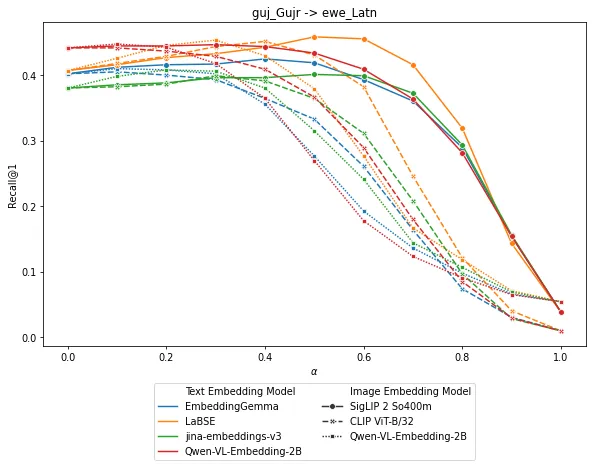 guj_Gujr -> ewe_Latn
Recall@1
0.4
0.3
0.2
0.1
0.0
0.0 0.2 0.4 0.6 0.8 1.0
α
Text Embedding Model
EmbeddingGemma
LaBSE
jina-embeddings-v3
Qwen-VL-Embedding-2B
Image Embedding Model
SigLIP 2 So400m
CLIP ViT-B/32
Qwen-VL-Embedding-2B